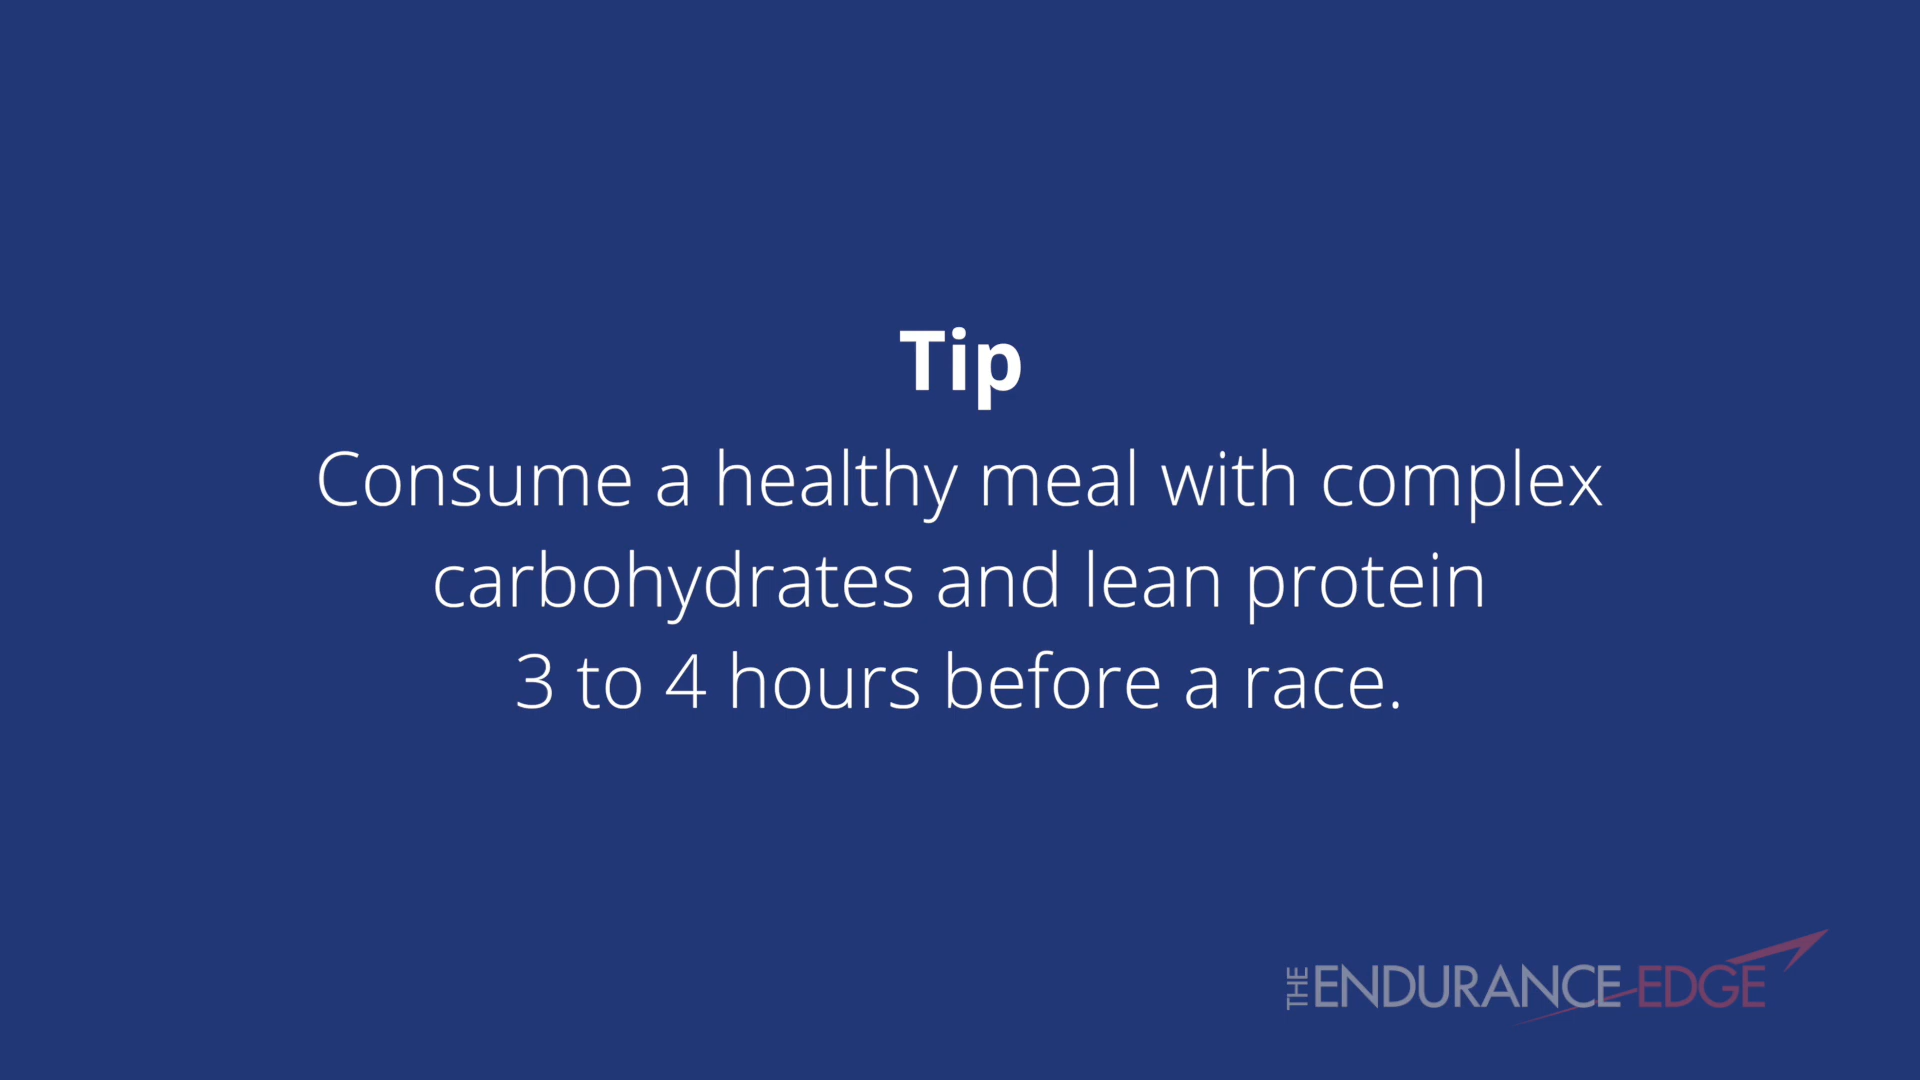 Tip
Consume a healthy meal with complex
carbohydrates and lean protein
3 to 4 hours before a race.
THE ENDURANCE EDGE